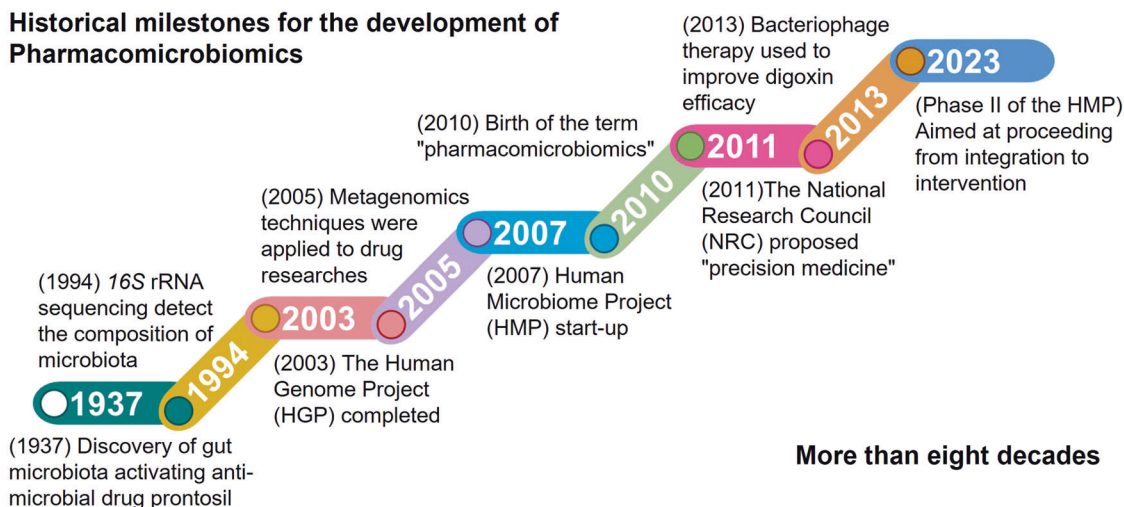 Historical milestones for the development of
Pharmacomicrobiomics
1937
(1937) Discovery of gut
microbiota activating anti-
microbial drug prontosil
1994
(1994) 16S rRNA
sequencing detect
the composition of
microbiota
2003
(2003) The Human
Genome Project
(HGP) completed
2005
(2005) Metagenomics
techniques were
applied to drug
researches
2007
(2007) Human
Microbiome Project
(HMP) start-up
2010
(2010) Birth of the term
"pharmacomicrobiomics"
2011
(2011)The National
Research Council
(NRC) proposed
"precision medicine"
2013
(2013) Bacteriophage
therapy used to
improve digoxin
efficacy
2023
(Phase II of the HMP)
Aimed at proceeding
from integration to
intervention
More than eight decades